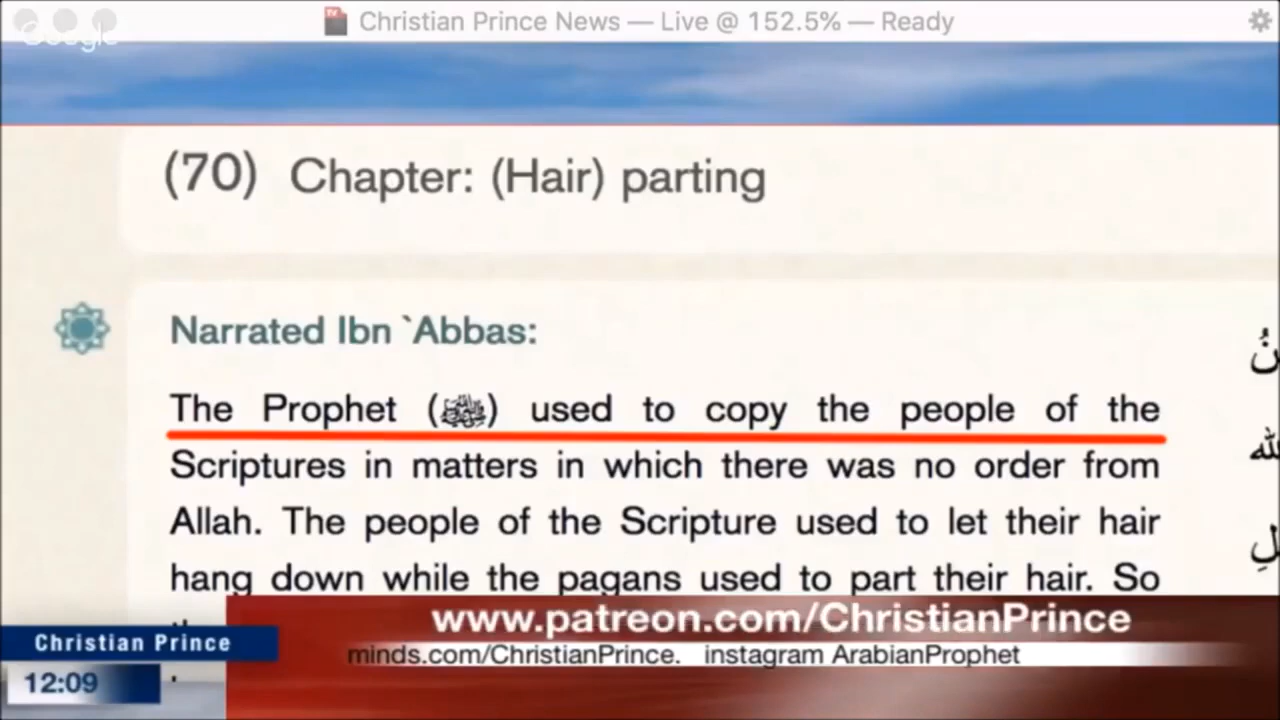 Christian Prince News — Live @ 152.5% — Ready
Google
(70) Chapter: (Hair) parting
Narrated Ibn `Abbas:
The Prophet (ﷺ) used to copy the people of the
Scriptures in matters in which there was no order from
Allah. The people of the Scripture used to let their hair
hang down while the pagans used to part their hair. So
www.patreon.com/ChristianPrince
Christian Prince
minds.com/ChristianPrince. instagram ArabianProphet
12:09